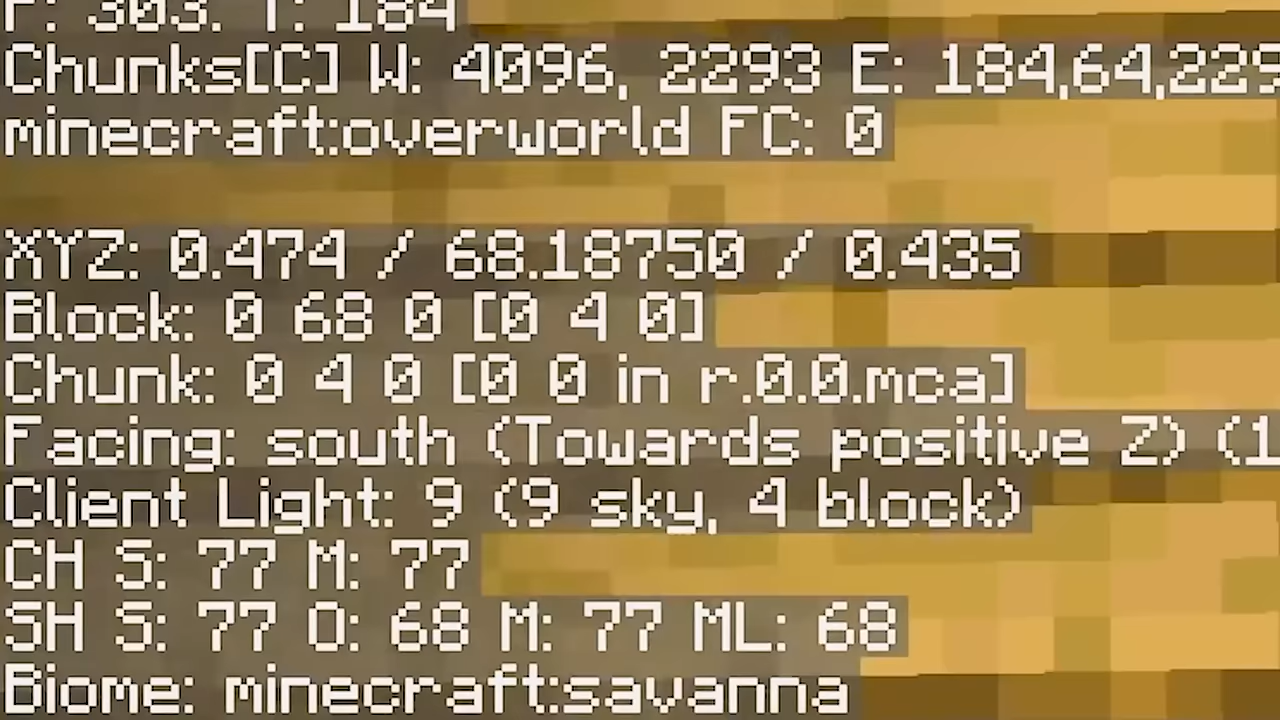 P: 303. T: 184
Chunks[C] W: 4096, 2293 E: 184,64,229
minecraft:overworld FC: 0
XYZ: 0.474 / 68.18750 / 0.435
Block: 0 68 0 [0 4 0]
Chunk: 0 4 0 [0 0 in r.0.0.mca]
Facing: south (Towards positive Z) (1
Client Light: 9 (9 sky, 4 block)
CH S: 77 M: 77
SH S: 77 O: 68 M: 77 ML: 68
Biome: minecraft:savanna